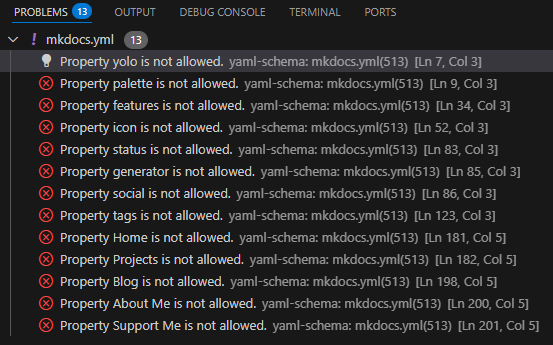 PROBLEMS 13 OUTPUT DEBUG CONSOLE TERMINAL PORTS
! mkdocs.yml 13
Property yolo is not allowed. yaml-schema: mkdocs.yml(513) [Ln 7, Col 3]
Property palette is not allowed. yaml-schema: mkdocs.yml(513) [Ln 9, Col 3]
Property features is not allowed. yaml-schema: mkdocs.yml(513) [Ln 34, Col 3]
Property icon is not allowed. yaml-schema: mkdocs.yml(513) [Ln 52, Col 3]
Property status is not allowed. yaml-schema: mkdocs.yml(513) [Ln 83, Col 3]
Property generator is not allowed. yaml-schema: mkdocs.yml(513) [Ln 85, Col 3]
Property social is not allowed. yaml-schema: mkdocs.yml(513) [Ln 86, Col 3]
Property tags is not allowed. yaml-schema: mkdocs.yml(513) [Ln 123, Col 3]
Property Home is not allowed. yaml-schema: mkdocs.yml(513) [Ln 181, Col 5]
Property Projects is not allowed. yaml-schema: mkdocs.yml(513) [Ln 182, Col 5]
Property Blog is not allowed. yaml-schema: mkdocs.yml(513) [Ln 198, Col 5]
Property About Me is not allowed. yaml-schema: mkdocs.yml(513) [Ln 200, Col 5]
Property Support Me is not allowed. yaml-schema: mkdocs.yml(513) [Ln 201, Col 5]